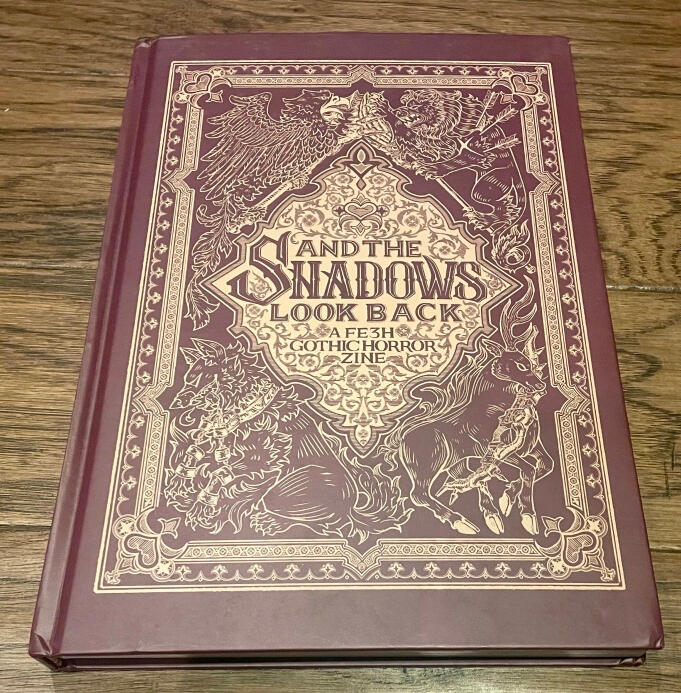 AND THE
SHADOWS
LOOK BACK
A FE3H
GOTHIC HORROR
ZINE